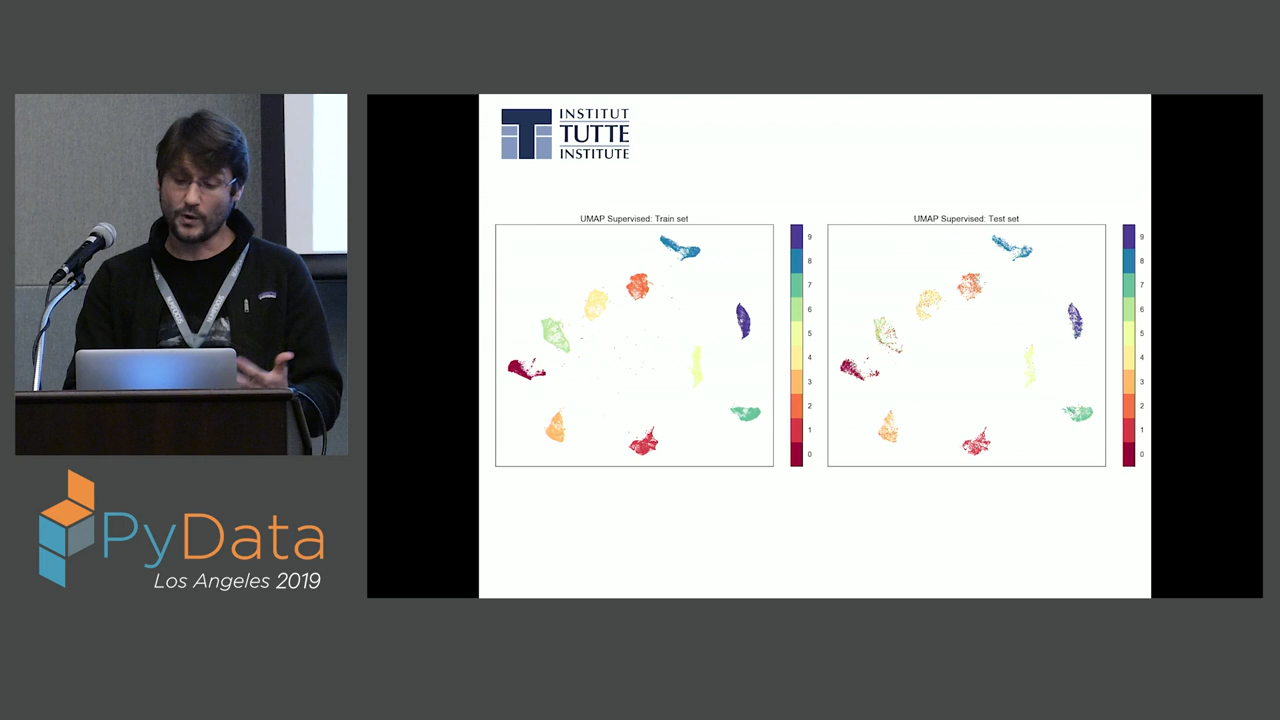 INSTITUT
TUTTE
INSTITUTE
UMAP Supervised: Train set
9
8
7
6
5
4
3
2
1
0
UMAP Supervised: Test set
9
8
7
6
5
4
3
2
1
0
PyData
Los Angeles 2019